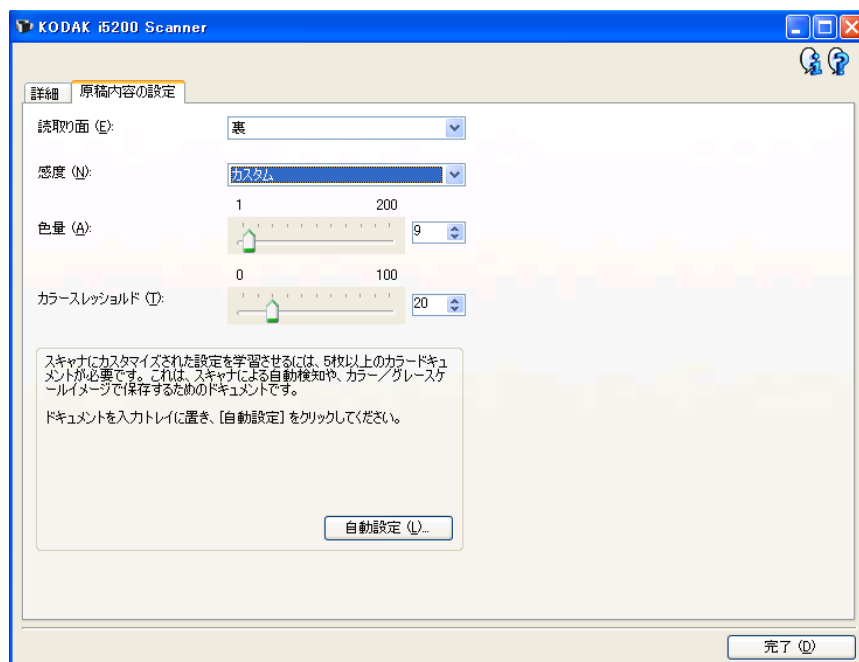 KODAK i5200 Scanner
詳細 原稿内容の設定
読取り面 (E): 裏
感度 (N): カスタム
1 200
色量 (A): 9
0 100
カラースレッショルド (T): 20
スキャナにカスタマイズされた設定を学習させるには、5枚以上のカラードキュ
メントが必要です。これは、スキャナによる自動検知や、カラー／グレースケ
ールイメージで保存するためのドキュメントです。
ドキュメントを入力トレイに置き、[自動設定] をクリックしてください。
自動設定 (L)...
完了 (D)